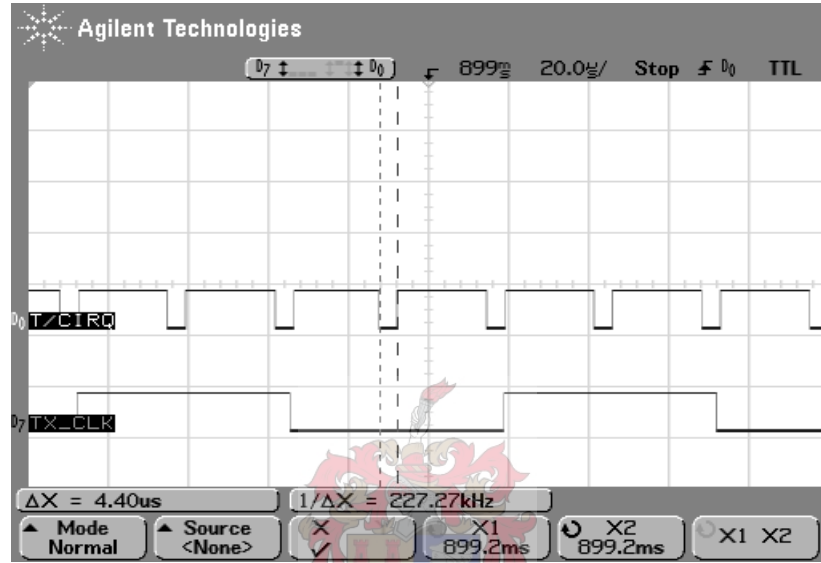 Agilent Technologies
D7 D0 899ms 20.0us/ Stop D0 TTL
D0 T/CIRQ
D7 TX_CLK
ΔX = 4.40us 1/ΔX = 227.27kHz
Mode Normal Source <None> X ✓ X1 899.2ms X2 899.2ms X1 X2